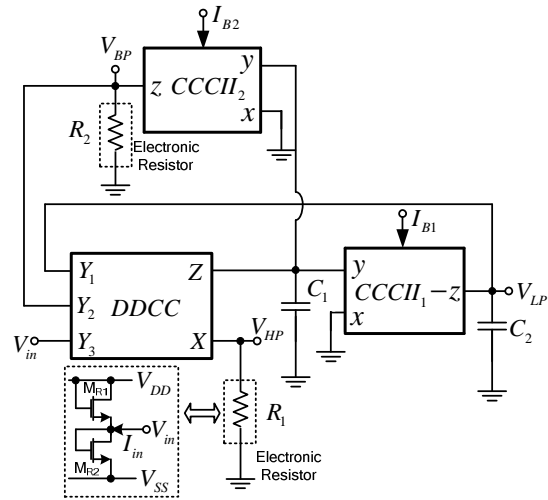 I_{B2}
V_{BP}
z CCCII_2 y
x
R_2
Electronic
Resistor
I_{B1}
Y_1 Z
Y_2 DDCC
Y_3 X
C_1
y
CCCII_1 -z
x
V_{LP}
C_2
V_{in}
V_{HP}
M_{R1}
V_{DD}
V_{in}
I_{in}
M_{R2}
V_{SS}
R_1
Electronic
Resistor